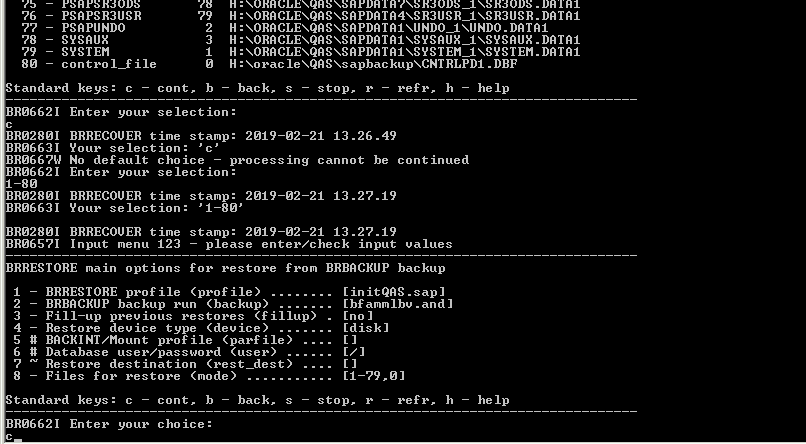 75 - PSAPSR3ODS 78 H:\ORACLE\QAS\SAPDATA7\SR3ODS_1\SR3ODS.DATA1
76 - PSAPSR3USR 79 H:\ORACLE\QAS\SAPDATA4\SR3USR_1\SR3USR.DATA1
77 - PSAPUNDO 2 H:\ORACLE\QAS\SAPDATA1\UNDO_1\UNDO.DATA1
78 - SYSAUX 3 H:\ORACLE\QAS\SAPDATA1\SYSAUX_1\SYSAUX.DATA1
79 - SYSTEM 1 H:\ORACLE\QAS\SAPDATA1\SYSTEM_1\SYSTEM.DATA1
80 - control_file 0 H:\oracle\QAS\sapbackup\CNTRLPD1.DBF
Standard keys: c - cont, b - back, s - stop, r - refr, h - help
BR0662I Enter your selection:
c
BR0280I BRRECOVER time stamp: 2019-02-21 13.26.49
BR0663I Your selection: 'c'
BR0667W No default choice - processing cannot be continued
BR0662I Enter your selection:
1-80
BR0280I BRRECOVER time stamp: 2019-02-21 13.27.19
BR0663I Your selection: '1-80'
BR0280I BRRECOVER time stamp: 2019-02-21 13.27.19
BR0657I Input menu 123 - please enter/check input values
BRRESTORE main options for restore from BRBACKUP backup
1 - BRRESTORE profile (profile) ........ [initQAS.sap]
2 - BRBACKUP backup run (backup) ....... [bfammlbv.and]
3 - Fill-up previous restores (fillup) . [no]
4 - Restore device type (device) ....... [disk]
5 # BACKINT/Mount profile (parfile) .... []
6 # Database user/password (user) ...... [/]
7 ~ Restore destination (rest_dest) .... []
8 - Files for restore (mode) ........... [1-79,0]
Standard keys: c - cont, b - back, s - stop, r - refr, h - help
BR0662I Enter your choice:
c_